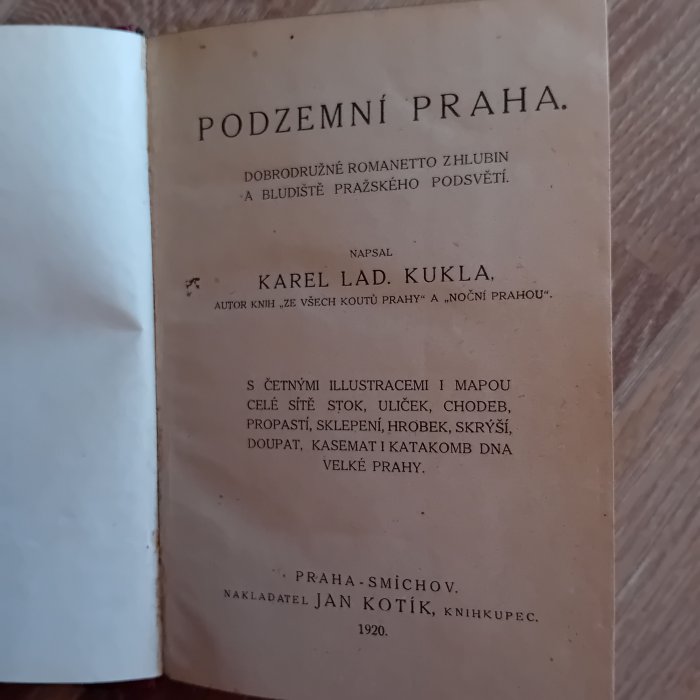 PODZEMNÍ PRAHA.
DOBRODRUŽNÉ ROMANETTO Z HLUBIN
A BLUDIŠTĚ PRAŽSKÉHO PODSVĚTÍ.
NAPSAL
KAREL LAD. KUKLA,
AUTOR KNIH „ZE VŠECH KOUTŮ PRAHY“ A „NOČNÍ PRAHOU“.
S ČETNÝMI ILLUSTRACEMI I MAPOU
CELÉ SÍTĚ STOK, ULIČEK, CHODEB,
PROPASTÍ, SKLEPENÍ, HROBEK, SKRÝŠÍ,
DOUPAT, KASEMAT I KATAKOMB DNA
VELKÉ PRAHY.
PRAHA-SMÍCHOV.
NAKLADATEL JAN KOTÍK, KNIHKUPEC.
1920.